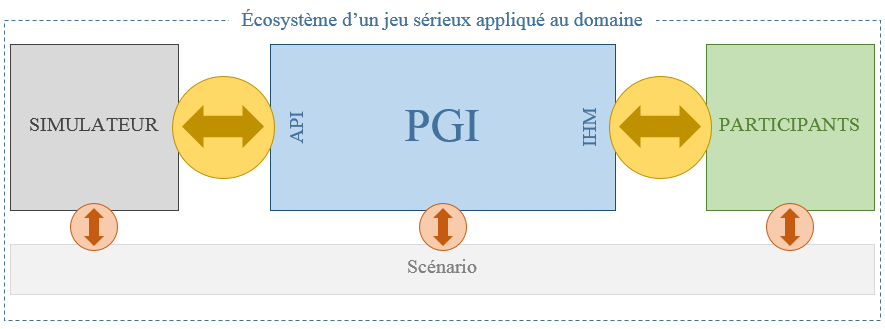 Écosystème d’un jeu sérieux appliqué au domaine
SIMULATEUR
API
PGI
IHM
PARTICIPANTS
Scénario